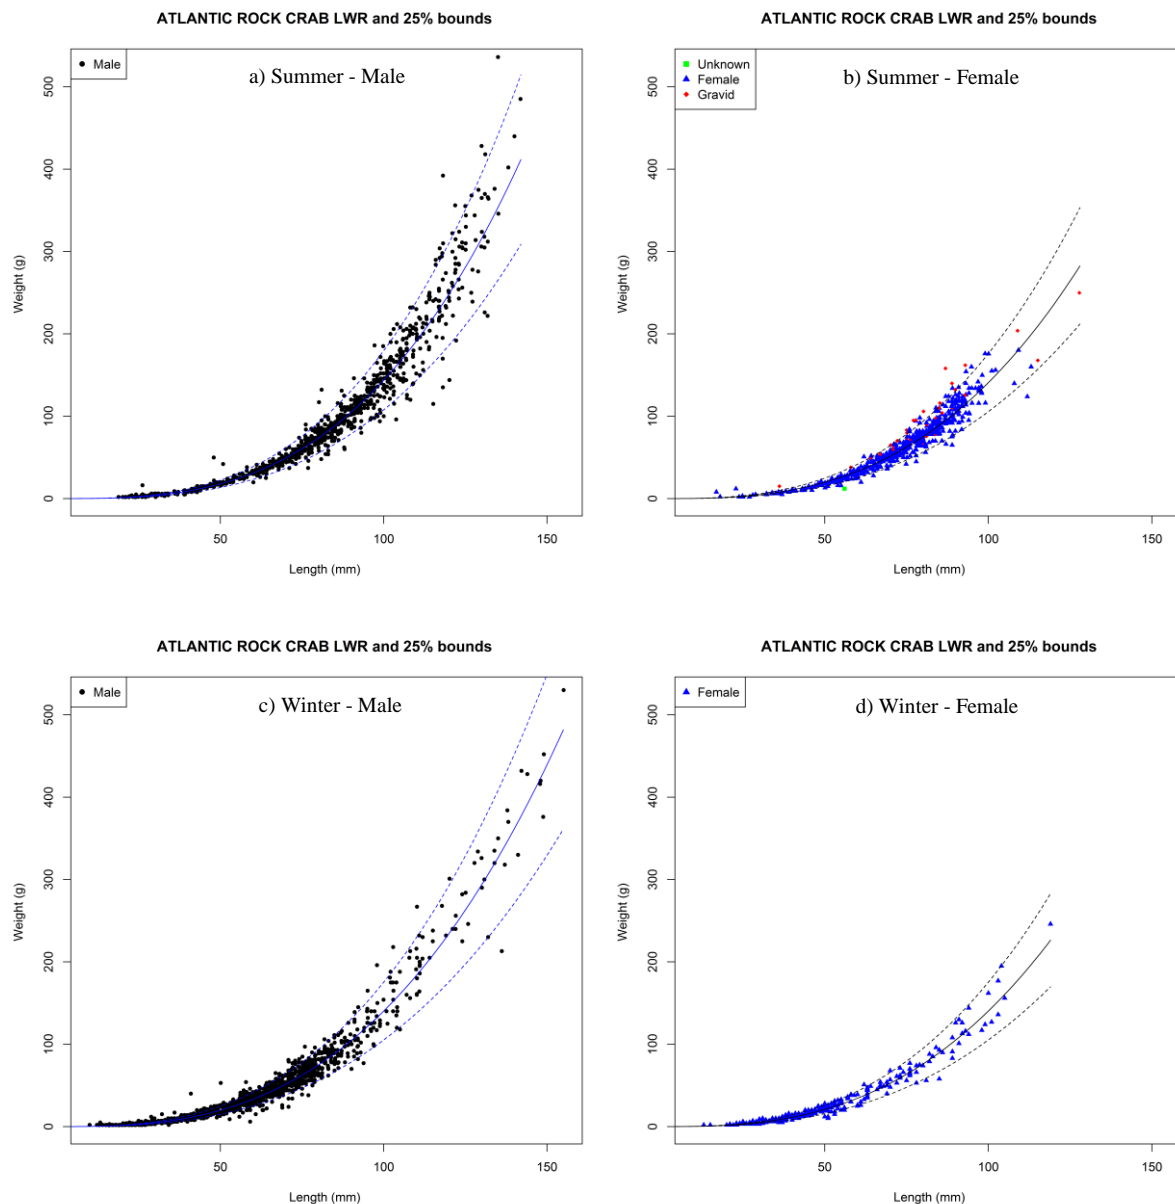 ATLANTIC ROCK CRAB LWR and 25% bounds
Male
a) Summer - Male
Weight (g)
500
400
300
200
100
0
50
100
150
Length (mm)
ATLANTIC ROCK CRAB LWR and 25% bounds
Unknown
Female
Gravid
b) Summer - Female
Weight (g)
500
400
300
200
100
0
50
100
150
Length (mm)
ATLANTIC ROCK CRAB LWR and 25% bounds
Male
c) Winter - Male
Weight (g)
500
400
300
200
100
0
50
100
150
Length (mm)
ATLANTIC ROCK CRAB LWR and 25% bounds
Female
d) Winter - Female
Weight (g)
500
400
300
200
100
0
50
100
150
Length (mm)